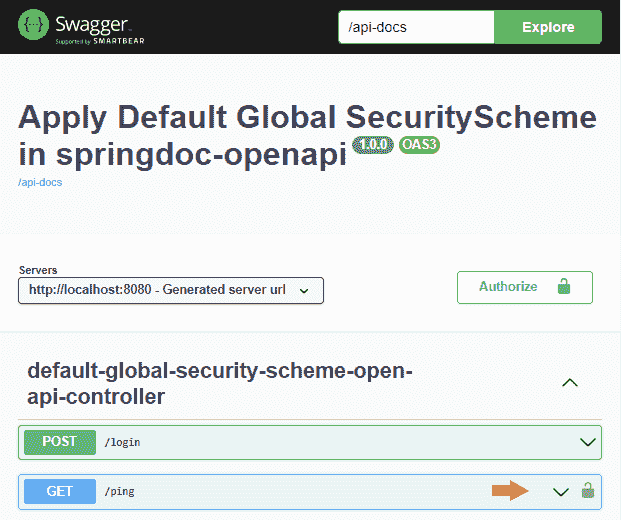 Swagger
Supported by SMARTBEAR
/api-docs
Explore
Apply Default Global SecurityScheme
in springdoc-openapi 1.0.0 OAS3
/api-docs
Servers
http://localhost:8080 - Generated server url
Authorize
default-global-security-scheme-open-
api-controller
POST /login
GET /ping